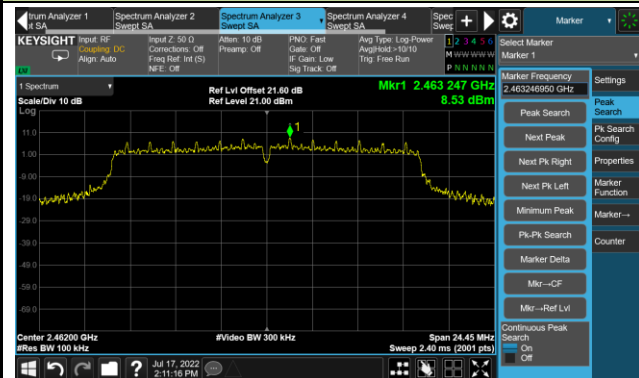 trum Analyzer 1
pt SA
Spectrum Analyzer 2
Swept SA
Spectrum Analyzer 3
Swept SA
Spectrum Analyzer 4
Swept SA
Spec
Swe
Marker
KEYSIGHT
Input: RF
Coupling: DC
Align: Auto
Input Z: 50 Ω
Corrections: Off
Freq Ref: Int (S)
NFE: Off
Atten: 10 dB
Preamp: Off
PNO: Fast
Gate: Off
IF Gain: Low
Sig Track: Off
Avg Type: Log-Power
Avg|Hold:>10/10
Trig: Free Run
1 2 3 4 5 6
M W W W W W
P N N N N N
Select Marker
Marker 1
1 Spectrum
Scale/Div 10 dB
Log
Ref Lvl Offset 21.60 dB
Ref Level 21.00 dBm
Mkr1 2.463 247 GHz
8.53 dBm
1
11.0
1.00
-9.00
-19.0
-29.0
-39.0
-49.0
-59.0
-69.0
Center 2.46200 GHz
#Res BW 100 kHz
#Video BW 300 kHz
Span 24.45 MHz
Sweep 2.40 ms (2001 pts)
Marker Frequency
2.463246950 GHz
Peak Search
Next Peak
Next Pk Right
Next Pk Left
Minimum Peak
Pk-Pk Search
Marker Delta
Mkr→CF
Mkr→Ref Lvl
Continuous Peak
Search
On
Off
Settings
Peak
Search
Pk Search
Config
Properties
Marker
Function
Marker→
Counter
?
Jul 17, 2022
2:11:16 PM